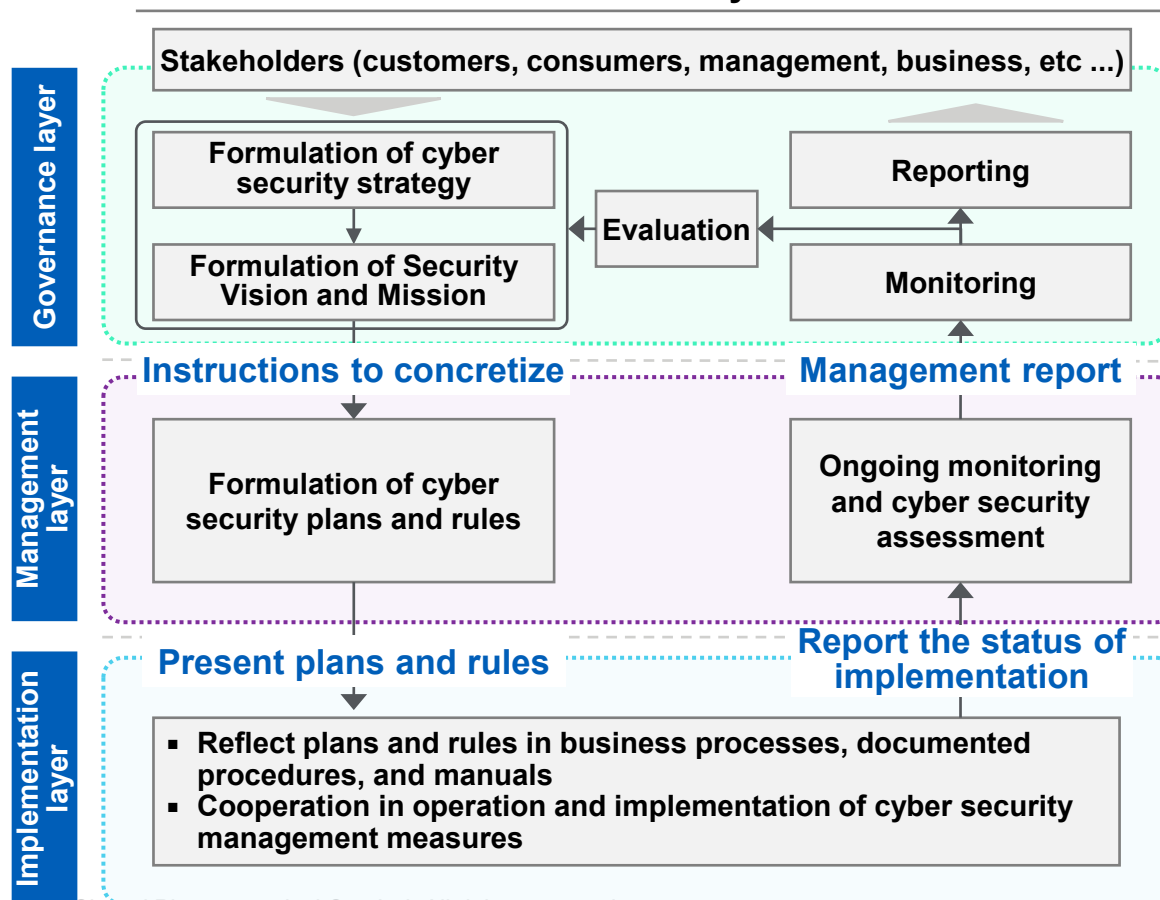 Stakeholders (customers, consumers, management, business, etc ...)
Governance layer
Formulation of cyber
security strategy
Reporting
Evaluation
Formulation of Security
Vision and Mission
Monitoring
Instructions to concretize
Management report
Management
layer
Formulation of cyber
security plans and rules
Ongoing monitoring
and cyber security
assessment
Present plans and rules
Report the status of
implementation
Implementation
layer
▪ Reflect plans and rules in business processes, documented
procedures, and manuals
▪ Cooperation in operation and implementation of cyber security
management measures